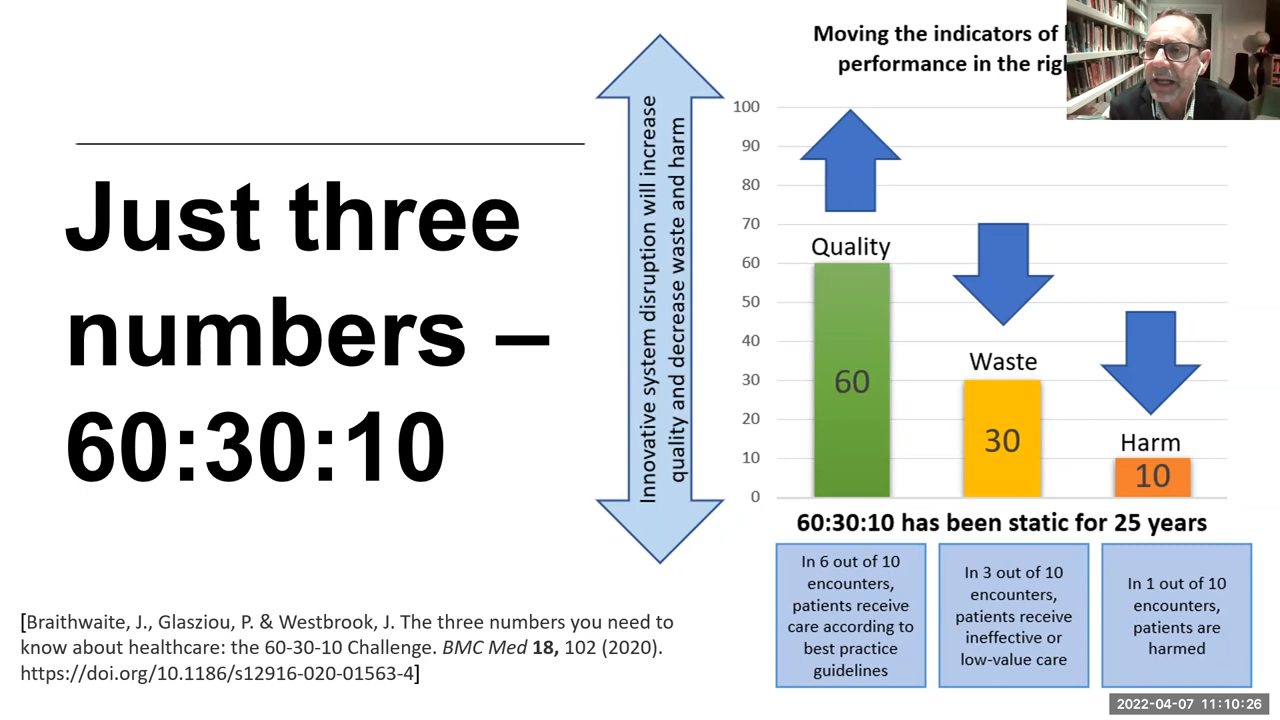 Just three
numbers –
60:30:10
[Braithwaite, J., Glasziou, P. & Westbrook, J. The three numbers you need to
know about healthcare: the 60-30-10 Challenge. BMC Med 18, 102 (2020).
https://doi.org/10.1186/s12916-020-01563-4]
Innovative system disruption will increase
quality and decrease waste and harm
Moving the indicators of
performance in the
100
90
80
70
60
50
40
30
20
10
0
Quality
60
Waste
30
Harm
10
60:30:10 has been static for 25 years
In 6 out of 10
encounters,
patients receive
care according to
best practice
guidelines
In 3 out of 10
encounters,
patients receive
ineffective or
low-value care
In 1 out of 10
encounters,
patients are
harmed
2022-04-07 11:10:26